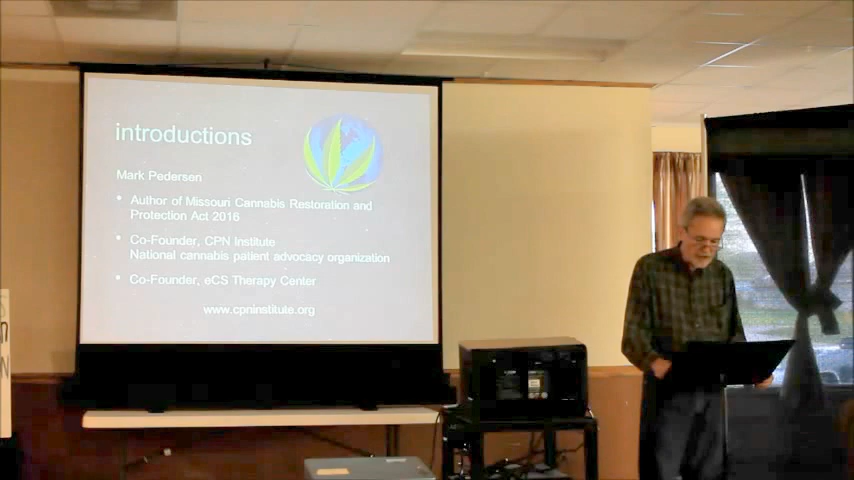 introductions
Mark Pedersen
• Author of Missouri Cannabis Restoration and
Protection Act 2016
• Co-Founder, CPN Institute
National cannabis patient advocacy organization
• Co-Founder, eCS Therapy Center
www.cpninstitute.org